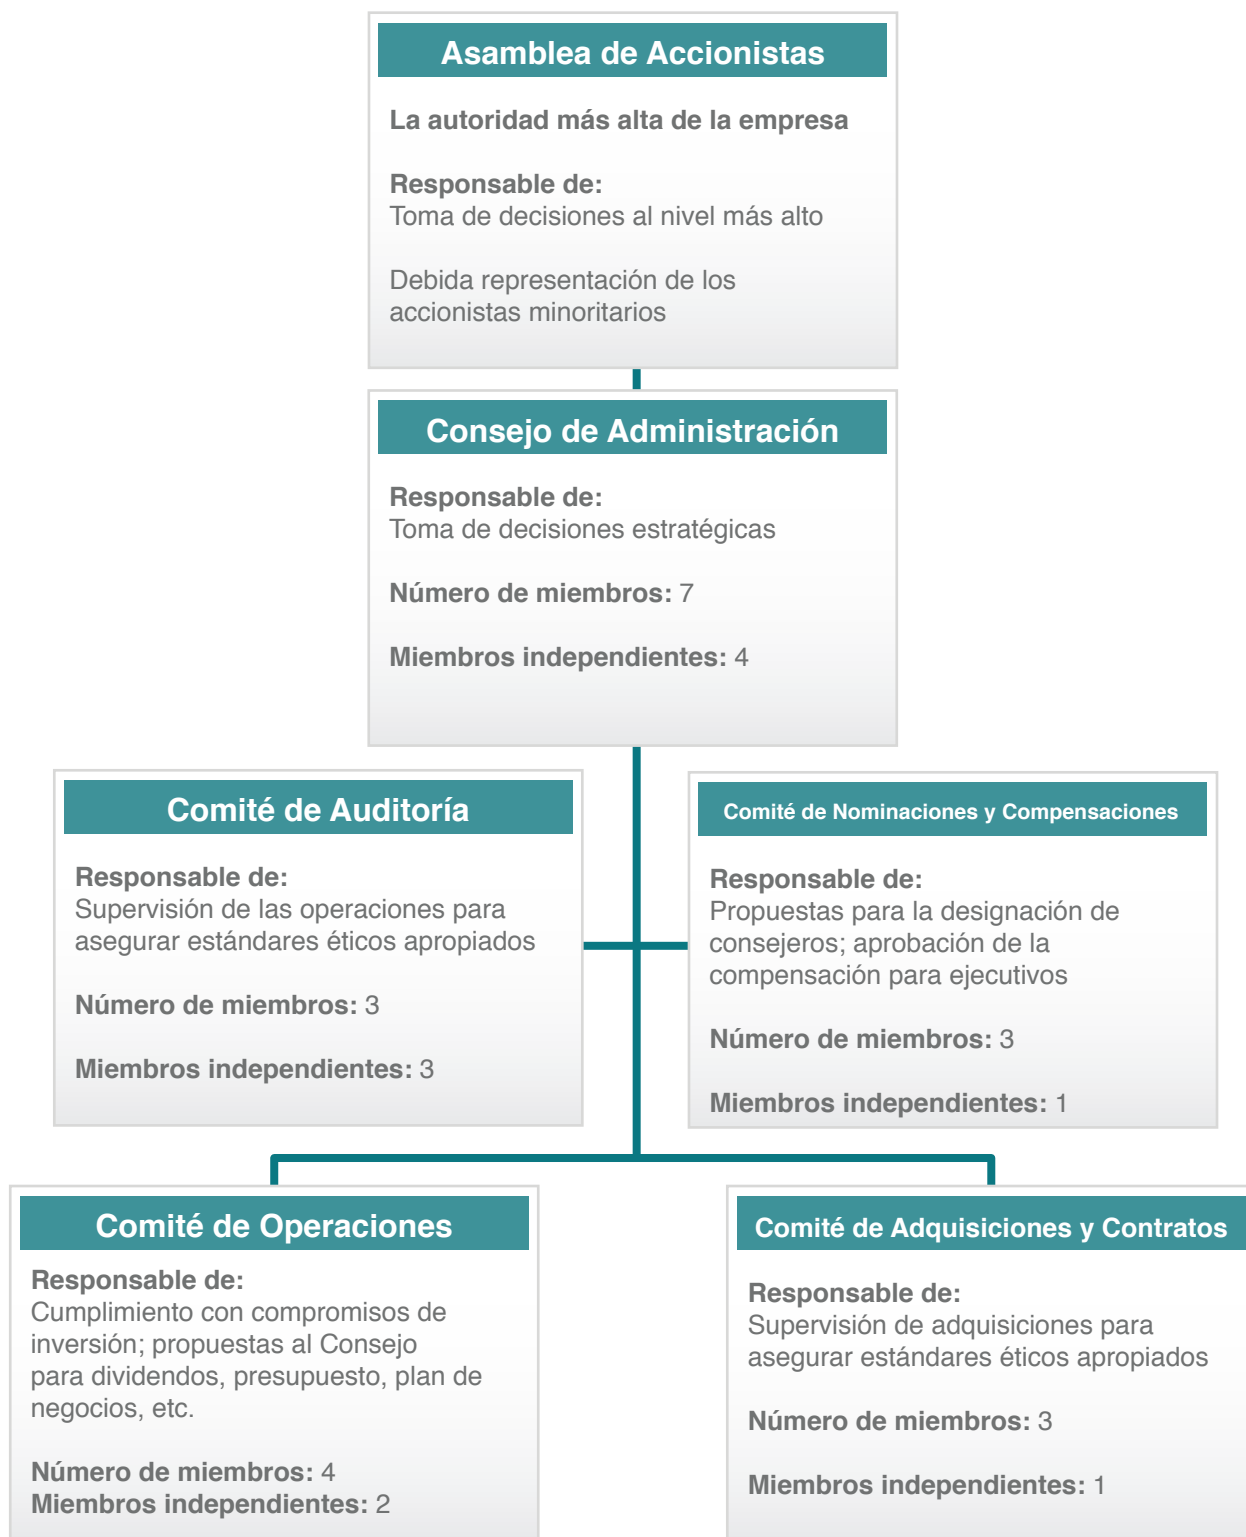 Asamblea de Accionistas
La autoridad más alta de la empresa
Responsable de:
Toma de decisiones al nivel más alto
Debida representación de los
accionistas minoritarios
Consejo de Administración
Responsable de:
Toma de decisiones estratégicas
Número de miembros: 7
Miembros independientes: 4
Comité de Auditoría
Responsable de:
Supervisión de las operaciones para
asegurar estándares éticos apropiados
Número de miembros: 3
Miembros independientes: 3
Comité de Nominaciones y Compensaciones
Responsable de:
Propuestas para la designación de
consejeros; aprobación de la
compensación para ejecutivos
Número de miembros: 3
Miembros independientes: 1
Comité de Operaciones
Responsable de:
Cumplimiento con compromisos de
inversión; propuestas al Consejo
para dividendos, presupuesto, plan de
negocios, etc.
Número de miembros: 4
Miembros independientes: 2
Comité de Adquisiciones y Contratos
Responsable de:
Supervisión de adquisiciones para
asegurar estándares éticos apropiados
Número de miembros: 3
Miembros independientes: 1